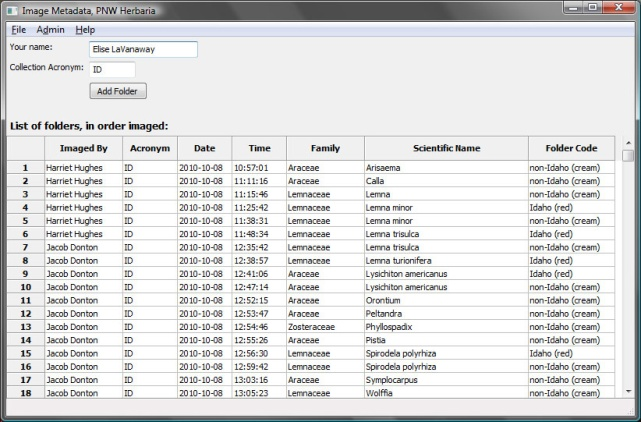 Image Metadata, PNW Herbaria
File Admin Help
Your name: Elise LaVanaway
Collection Acronym: ID
Add Folder
List of folders, in order imaged:
Imaged By Acronym Date Time Family Scientific Name Folder Code
1 Harriet Hughes ID 2010-10-08 10:57:01 Araceae Arisaema non-Idaho (cream)
2 Harriet Hughes ID 2010-10-08 11:11:16 Araceae Calla non-Idaho (cream)
3 Harriet Hughes ID 2010-10-08 11:15:46 Lemnaceae Lemna non-Idaho (cream)
4 Harriet Hughes ID 2010-10-08 11:25:42 Lemnaceae Lemna minor Idaho (red)
5 Harriet Hughes ID 2010-10-08 11:38:31 Lemnaceae Lemna minor non-Idaho (cream)
6 Harriet Hughes ID 2010-10-08 11:48:34 Lemnaceae Lemna trisulca Idaho (red)
7 Jacob Donton ID 2010-10-08 12:35:42 Lemnaceae Lemna trisulca non-Idaho (cream)
8 Jacob Donton ID 2010-10-08 12:38:57 Lemnaceae Lemna turionifera Idaho (red)
9 Jacob Donton ID 2010-10-08 12:41:06 Araceae Lysichiton americanus Idaho (red)
10 Jacob Donton ID 2010-10-08 12:47:14 Araceae Lysichiton americanus non-Idaho (cream)
11 Jacob Donton ID 2010-10-08 12:52:15 Araceae Orontium non-Idaho (cream)
12 Jacob Donton ID 2010-10-08 12:53:47 Araceae Peltandra non-Idaho (cream)
13 Jacob Donton ID 2010-10-08 12:54:46 Zosteraceae Phyllospadix non-Idaho (cream)
14 Jacob Donton ID 2010-10-08 12:55:26 Araceae Pistia non-Idaho (cream)
15 Jacob Donton ID 2010-10-08 12:56:30 Lemnaceae Spirodela polyrhiza Idaho (red)
16 Jacob Donton ID 2010-10-08 12:59:42 Lemnaceae Spirodela polyrhiza non-Idaho (cream)
17 Jacob Donton ID 2010-10-08 13:03:16 Araceae Symplocarpus non-Idaho (cream)
18 Jacob Donton ID 2010-10-08 13:05:23 Lemnaceae Wolffia non-Idaho (cream)